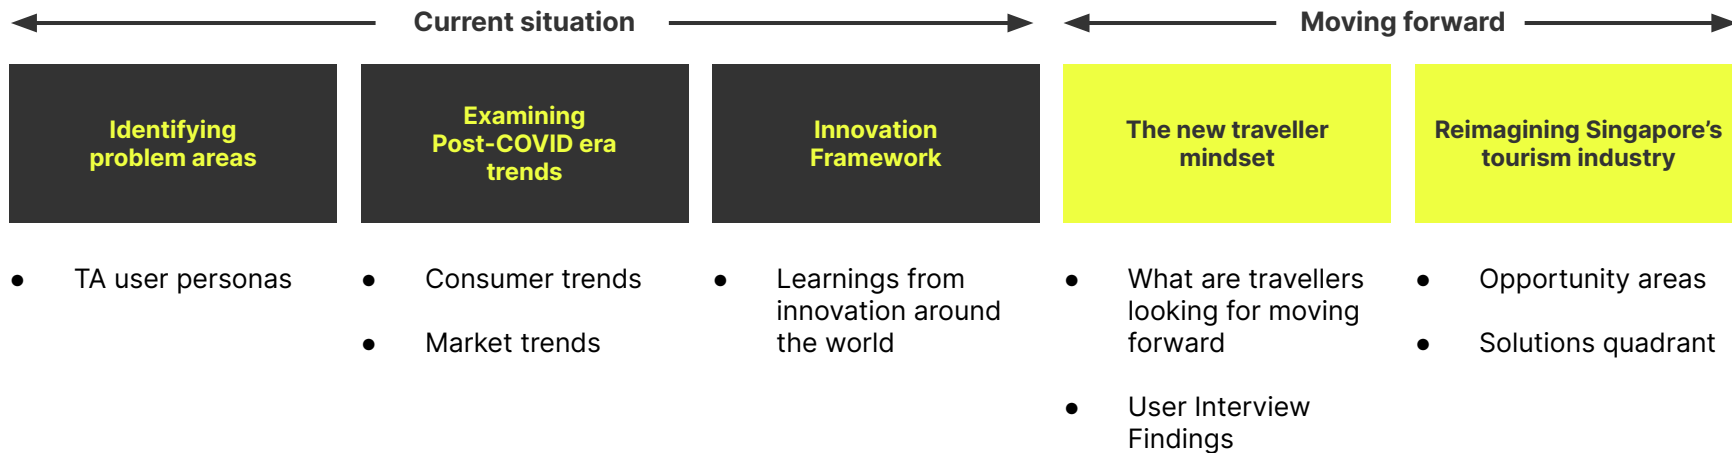 Current situation
Moving forward
Identifying
problem areas
Examining
Post-COVID era
trends
Innovation
Framework
The new traveller
mindset
Reimagining Singapore’s
tourism industry
● TA user personas
● Consumer trends
● Market trends
● Learnings from
innovation around
the world
● What are travellers
looking for moving
forward
● User Interview
Findings
● Opportunity areas
● Solutions quadrant